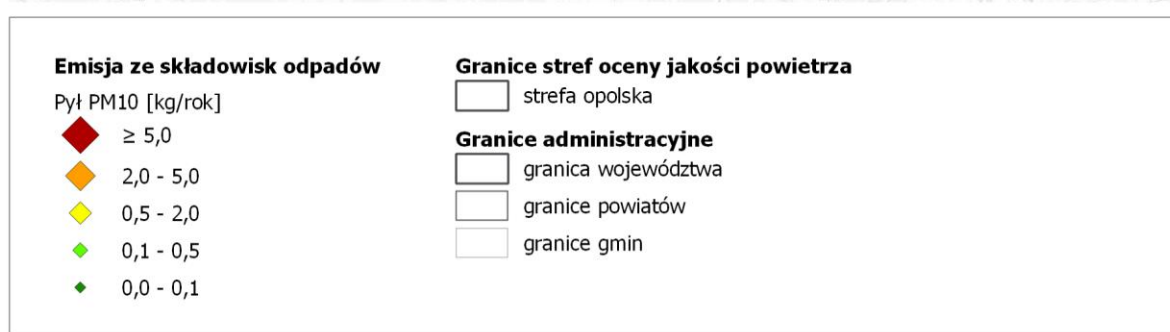 Emisja ze składowisk odpadów
Pył PM10 [kg/rok]
≥ 5,0
2,0 - 5,0
0,5 - 2,0
0,1 - 0,5
0,0 - 0,1
Granice stref oceny jakości powietrza
strefa opolska
Granice administracyjne
granica województwa
granice powiatów
granice gmin